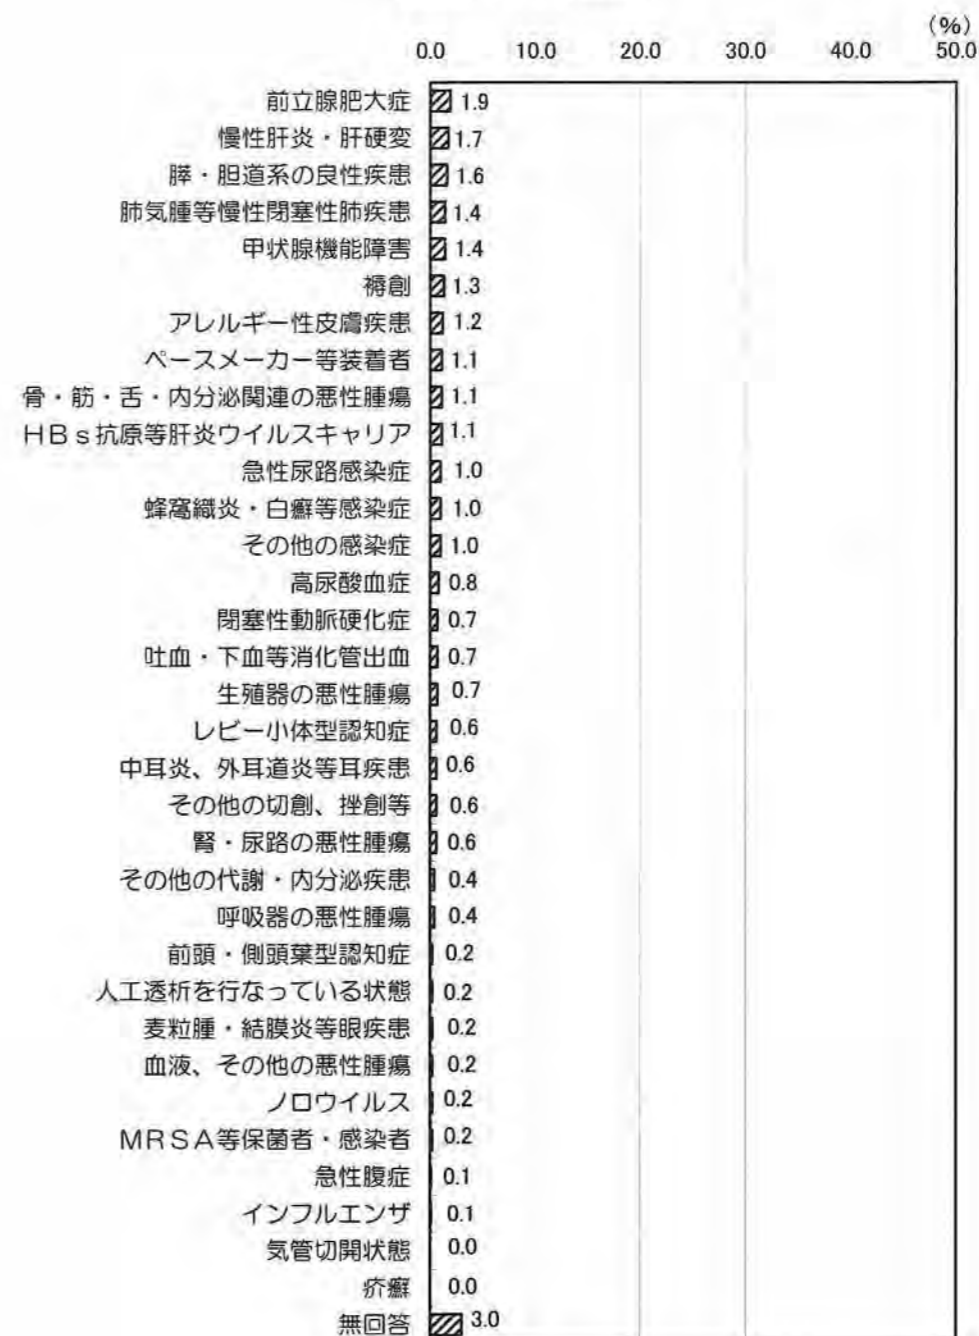 (%)
0.0 10.0 20.0 30.0 40.0 50.0
前立腺肥大症 1.9
慢性肝炎・肝硬変 1.7
膵・胆道系の良性疾患 1.6
肺気腫等慢性閉塞性肺疾患 1.4
甲状腺機能障害 1.4
褥創 1.3
アレルギー性皮膚疾患 1.2
ペースメーカー等装着者 1.1
骨・筋・舌・内分泌関連の悪性腫瘍 1.1
HBs抗原等肝炎ウイルスキャリア 1.1
急性尿路感染症 1.0
蜂窩織炎・白癬等感染症 1.0
その他の感染症 1.0
高尿酸血症 0.8
閉塞性動脈硬化症 0.7
吐血・下血等消化管出血 0.7
生殖器の悪性腫瘍 0.7
レビー小体型認知症 0.6
中耳炎、外耳道炎等耳疾患 0.6
その他の切創、挫創等 0.6
腎・尿路の悪性腫瘍 0.6
その他の代謝・内分泌疾患 0.4
呼吸器の悪性腫瘍 0.4
前頭・側頭葉型認知症 0.2
人工透析を行なっている状態 0.2
麦粒腫・結膜炎等眼疾患 0.2
血液、その他の悪性腫瘍 0.2
ノロウイルス 0.2
MRSA等保菌者・感染者 0.2
急性腹症 0.1
インフルエンザ 0.1
気管切開状態 0.0
疥癬 0.0
無回答 3.0